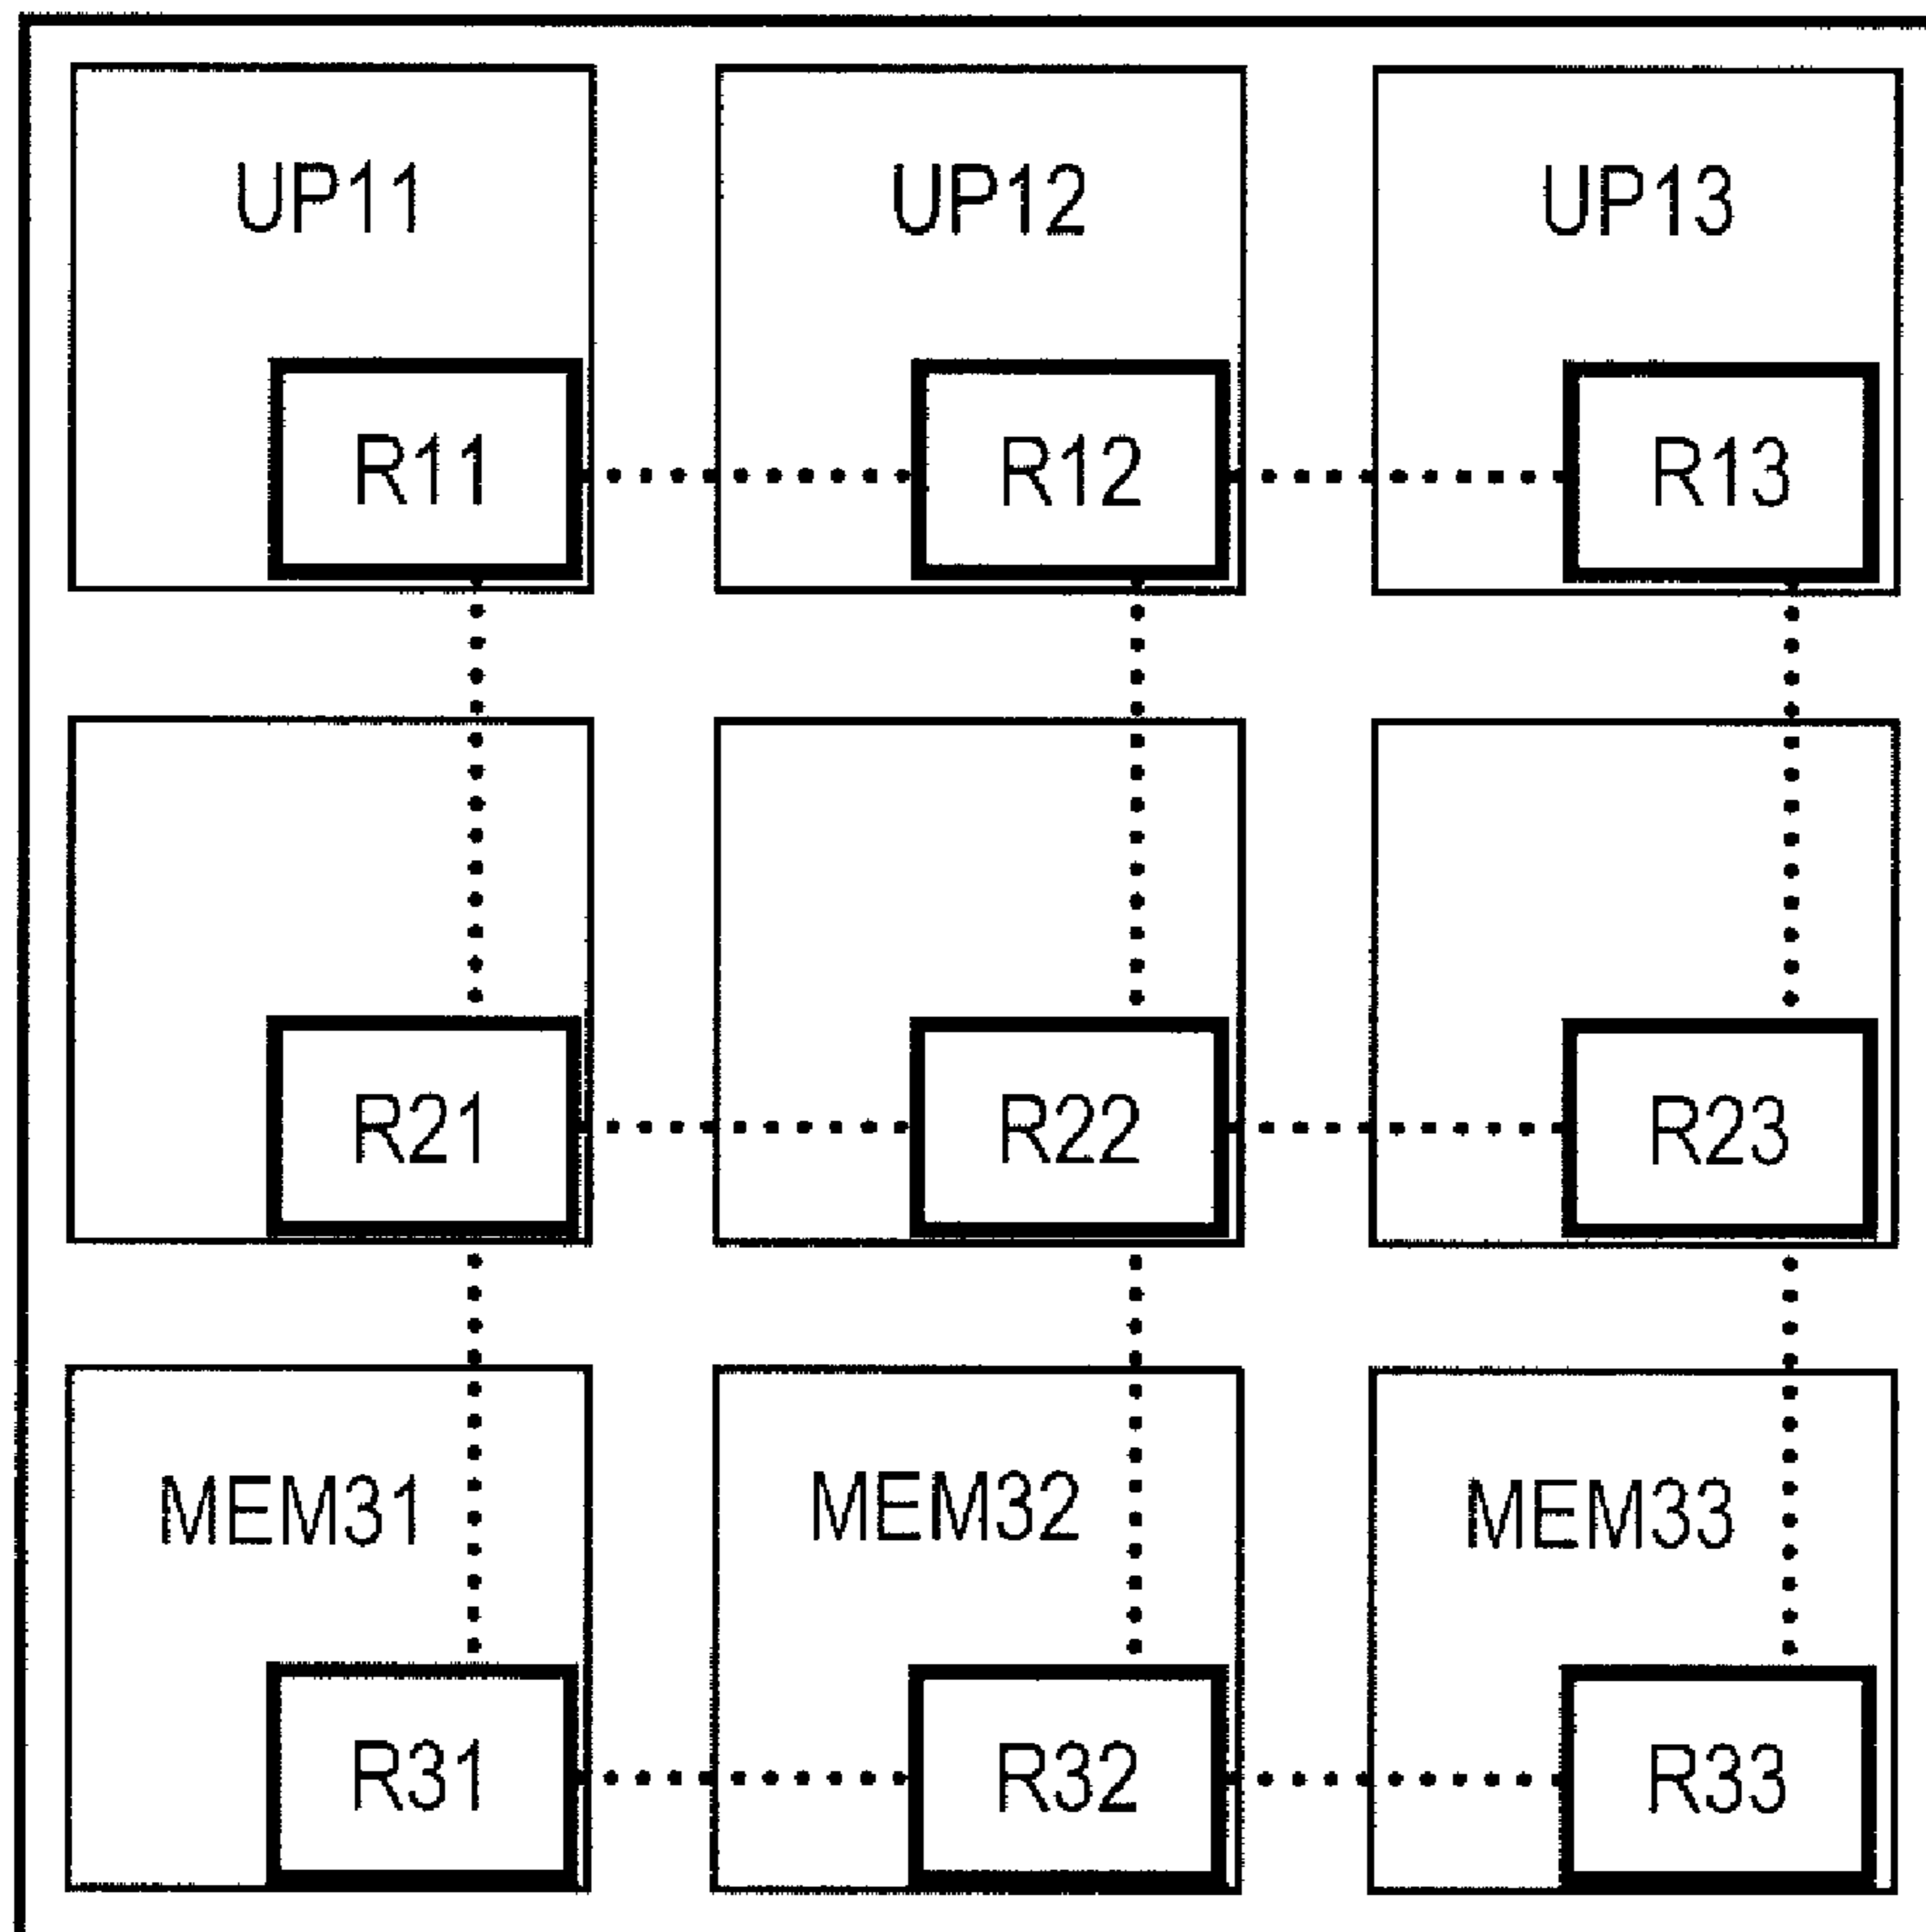 UP11 UP12 UP13
R11 R12 R13
R21 R22 R23
MEM31 MEM32 MEM33
R31 R32 R33